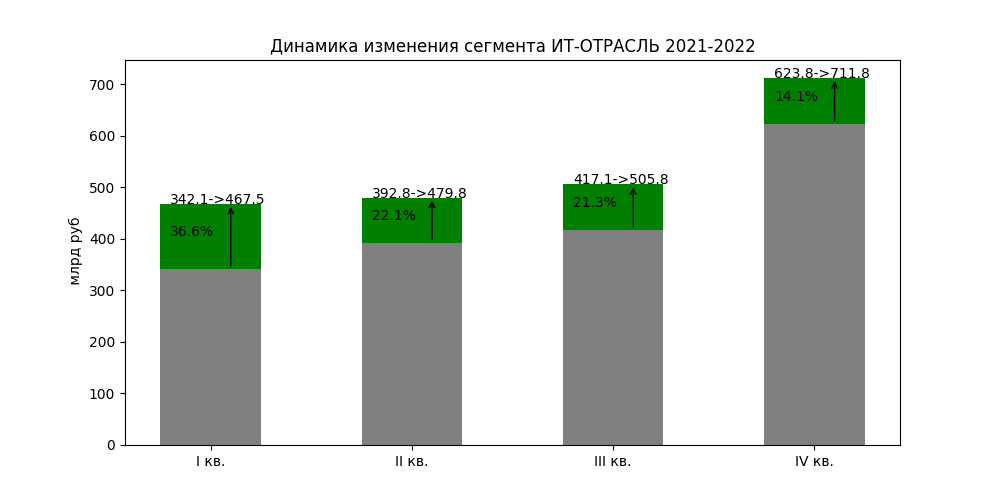 Динамика изменения сегмента ИТ-ОТРАСЛЬ 2021-2022
млрд руб
700
600
500
400
300
200
100
0
342.1->467.5
36.6%
392.8->479.8
22.1%
417.1->505.8
21.3%
623.8->711.8
14.1%
I кв.
II кв.
III кв.
IV кв.